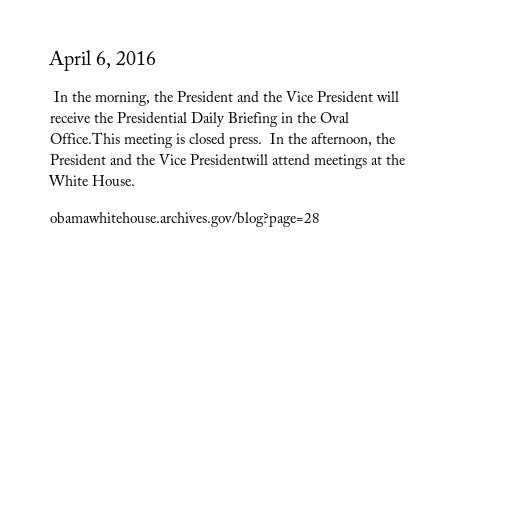 April 6, 2016
In the morning, the President and the Vice President will
receive the Presidential Daily Briefing in the Oval
Office.This meeting is closed press.  In the afternoon, the
President and the Vice Presidentwill attend meetings at the
White House.
obamawhitehouse.archives.gov/blog?page=28